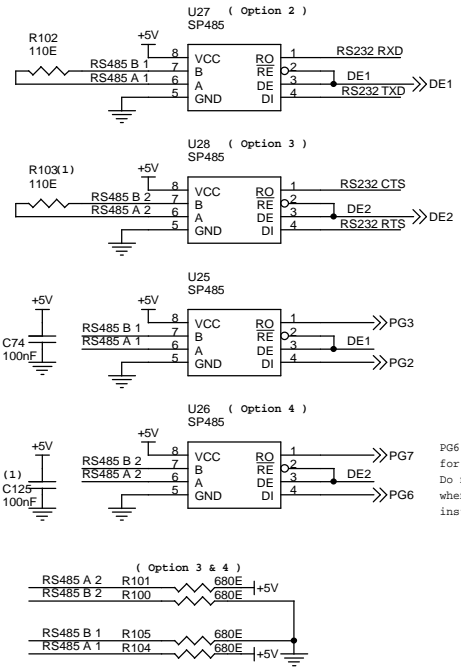 U27 ( Option 2 )
SP485
R102
110E
+5V
8 VCC RO 1 RS232 RXD
RS485 B 1 7 B RE 2
RS485 A 1 6 A DE 3 DE1 DE1
5 GND DI 4 RS232 TXD
U28 ( Option 3 )
SP485
R103(1)
110E
+5V
8 VCC RO 1 RS232 CTS
RS485 B 2 7 B RE 2
RS485 A 2 6 A DE 3 DE2 DE2
5 GND DI 4 RS232 RTS
U25
SP485
+5V
+5V
8 VCC RO 1 PG3
RS485 B 1 7 B RE 2
RS485 A 1 6 A DE 3 DE1
5 GND DI 4 PG2
C74
100nF
U26 ( Option 4 )
SP485
+5V
+5V
8 VCC RO 1 PG7
RS485 B 2 7 B RE 2
RS485 A 2 6 A DE 3 DE2
5 GND DI 4 PG6
(1)
C125
100nF
PG6
for
Do
whe
ins
( Option 3 & 4 )
RS485 A 2 R101 680E +5V
RS485 B 2 R100 680E
RS485 B 1 R105 680E
RS485 A 1 R104 680E +5V